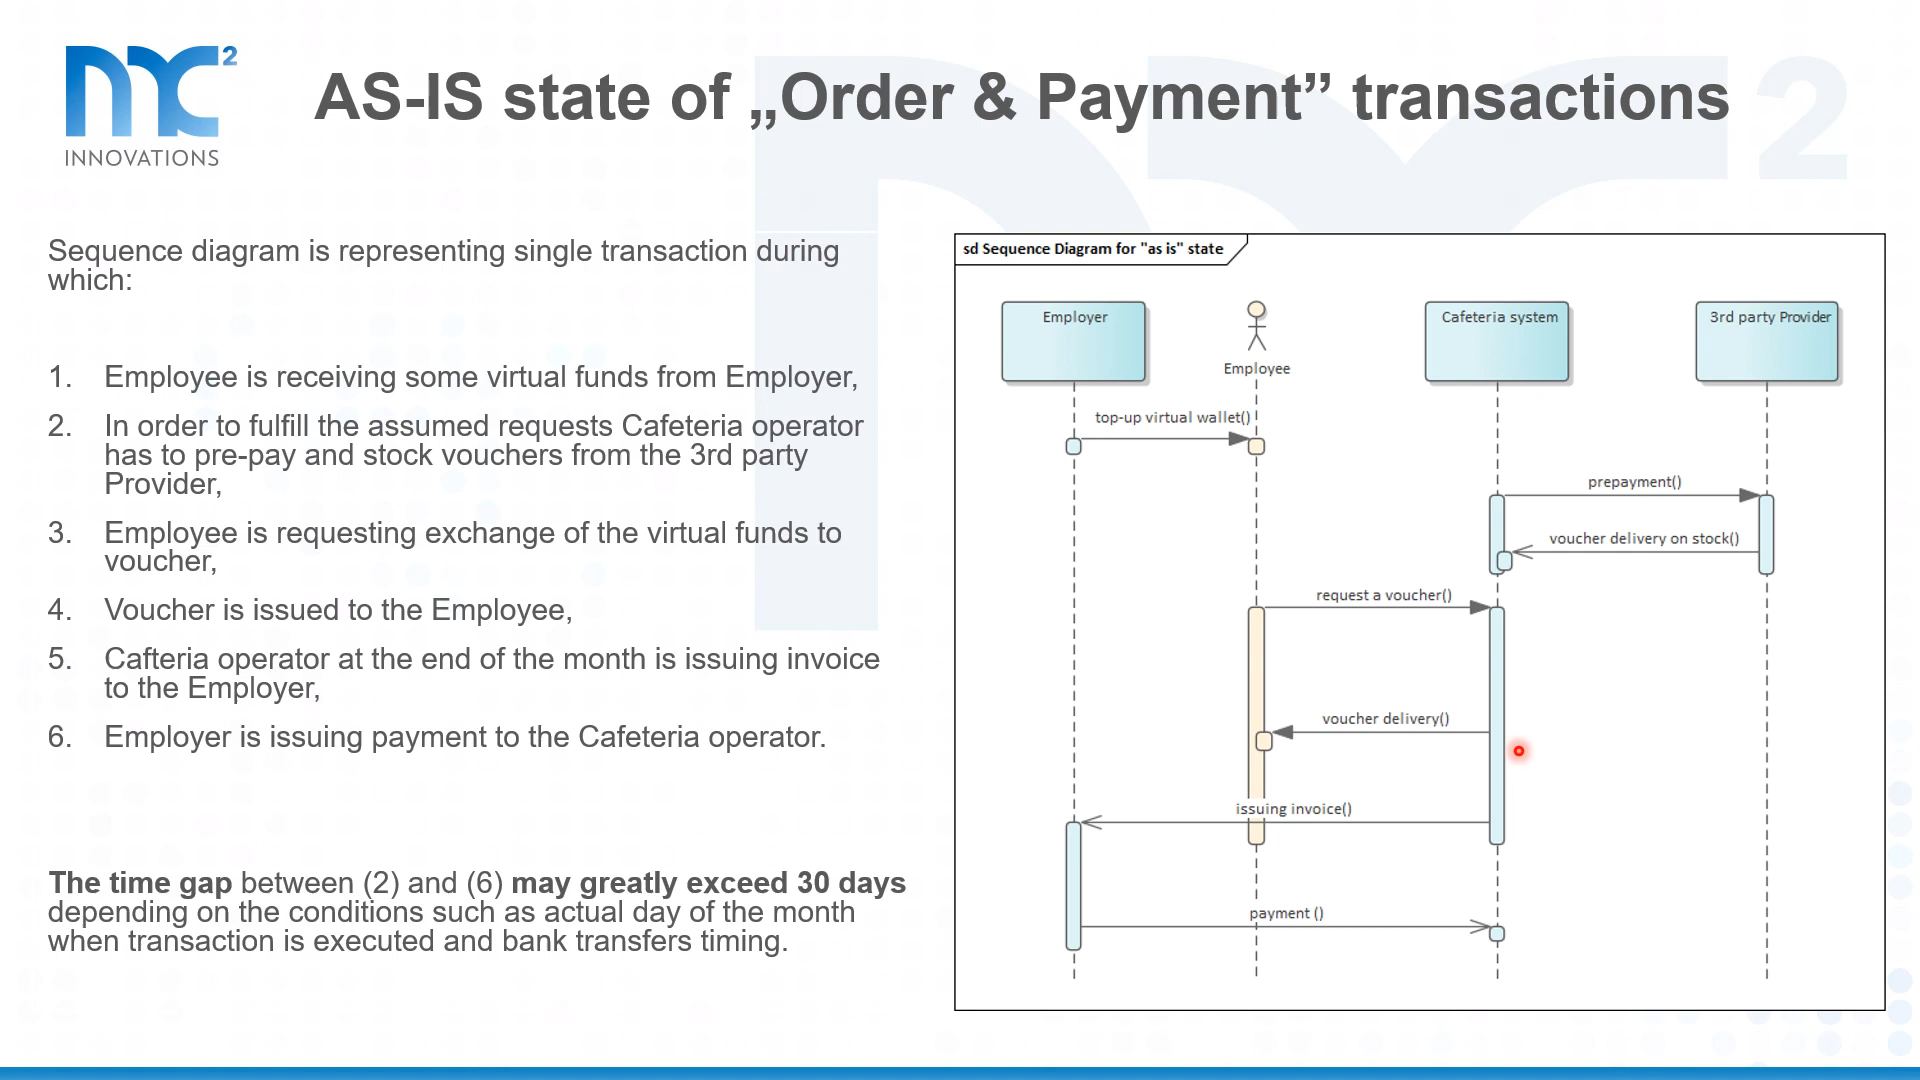 2
INNOVATIONS
AS-IS state of „Order & Payment” transactions
Sequence diagram is representing single transaction during
which:
1. Employee is receiving some virtual funds from Employer,
2. In order to fulfill the assumed requests Cafeteria operator
has to pre-pay and stock vouchers from the 3rd party
Provider,
3. Employee is requesting exchange of the virtual funds to
voucher,
4. Voucher is issued to the Employee,
5. Cafteria operator at the end of the month is issuing invoice
to the Employer,
6. Employer is issuing payment to the Cafeteria operator.
The time gap between (2) and (6) may greatly exceed 30 days
depending on the conditions such as actual day of the month
when transaction is executed and bank transfers timing.
sd Sequence Diagram for "as is" state
Employer
Employee
Cafeteria system
3rd party Provider
top-up virtual wallet()
prepayment()
voucher delivery on stock()
request a voucher()
voucher delivery()
issuing invoice()
payment ()